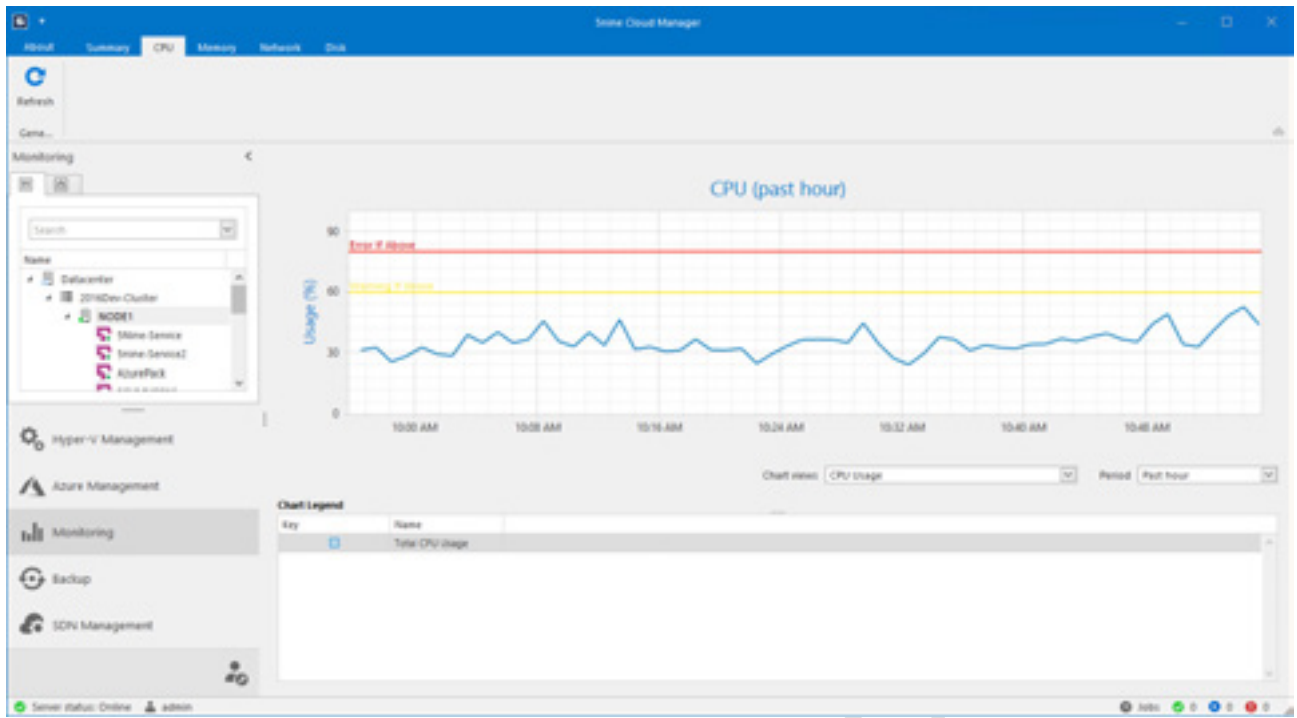 5nine Cloud Manager
About Summary CPU Memory Network Disk
Refresh
Gene...
Monitoring
CPU (past hour)
Search
Name
Datacenter
2016Dev-Cluster
NODE1
5Nine-Service
5nine-Service2
AzurePack
Usage (%)
90
Error If Above
60
Warning If Above
30
0
10:00 AM 10:08 AM 10:16 AM 10:24 AM 10:32 AM 10:40 AM 10:48 AM
Hyper-V Management
Azure Management
Monitoring
Backup
SDN Management
Chart views: CPU Usage Period Past hour
Chart Legend
Key Name
Total CPU Usage
Server status: Online admin
Jobs 0 0 0